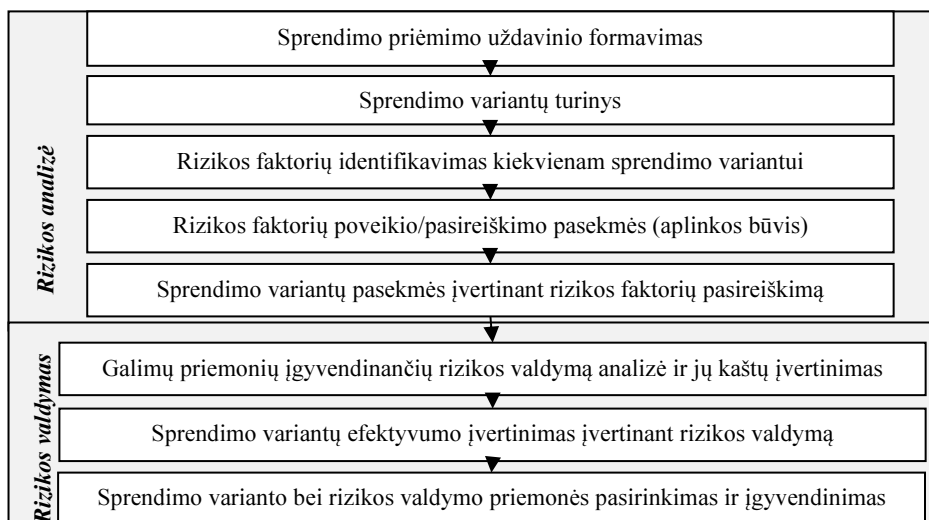 Rizikos analizė
Sprendimo priėmimo uždavinio formavimas
Sprendimo variantų turinys
Rizikos faktorių identifikavimas kiekvienam sprendimo variantui
Rizikos faktorių poveikio/pasireiškimo pasekmės (aplinkos būvis)
Sprendimo variantų pasekmės įvertinant rizikos faktorių pasireiškimą
Rizikos valdymas
Galimų priemonių įgyvendinančių rizikos valdymą analizė ir jų kaštų įvertinimas
Sprendimo variantų efektyvumo įvertinimas įvertinant rizikos valdymą
Sprendimo varianto bei rizikos valdymo priemonės pasirinkimas ir įgyvendinimas